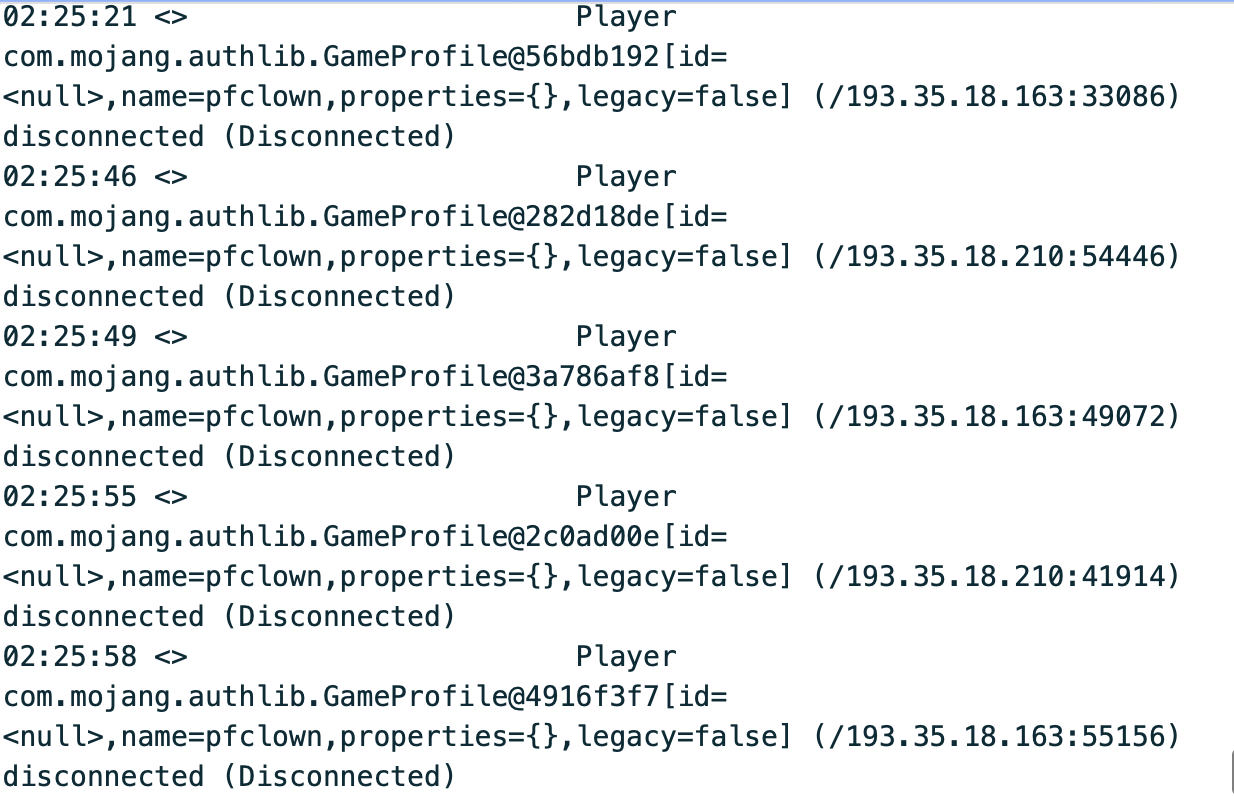 02:25:21 <> Player
com.mojang.authlib.GameProfile@56bdb192[id=
<null>,name=pfclown,properties={},legacy=false] (/193.35.18.163:33086)
disconnected (Disconnected)
02:25:46 <> Player
com.mojang.authlib.GameProfile@282d18de[id=
<null>,name=pfclown,properties={},legacy=false] (/193.35.18.210:54446)
disconnected (Disconnected)
02:25:49 <> Player
com.mojang.authlib.GameProfile@3a786af8[id=
<null>,name=pfclown,properties={},legacy=false] (/193.35.18.163:49072)
disconnected (Disconnected)
02:25:55 <> Player
com.mojang.authlib.GameProfile@2c0ad00e[id=
<null>,name=pfclown,properties={},legacy=false] (/193.35.18.210:41914)
disconnected (Disconnected)
02:25:58 <> Player
com.mojang.authlib.GameProfile@4916f3f7[id=
<null>,name=pfclown,properties={},legacy=false] (/193.35.18.163:55156)
disconnected (Disconnected)